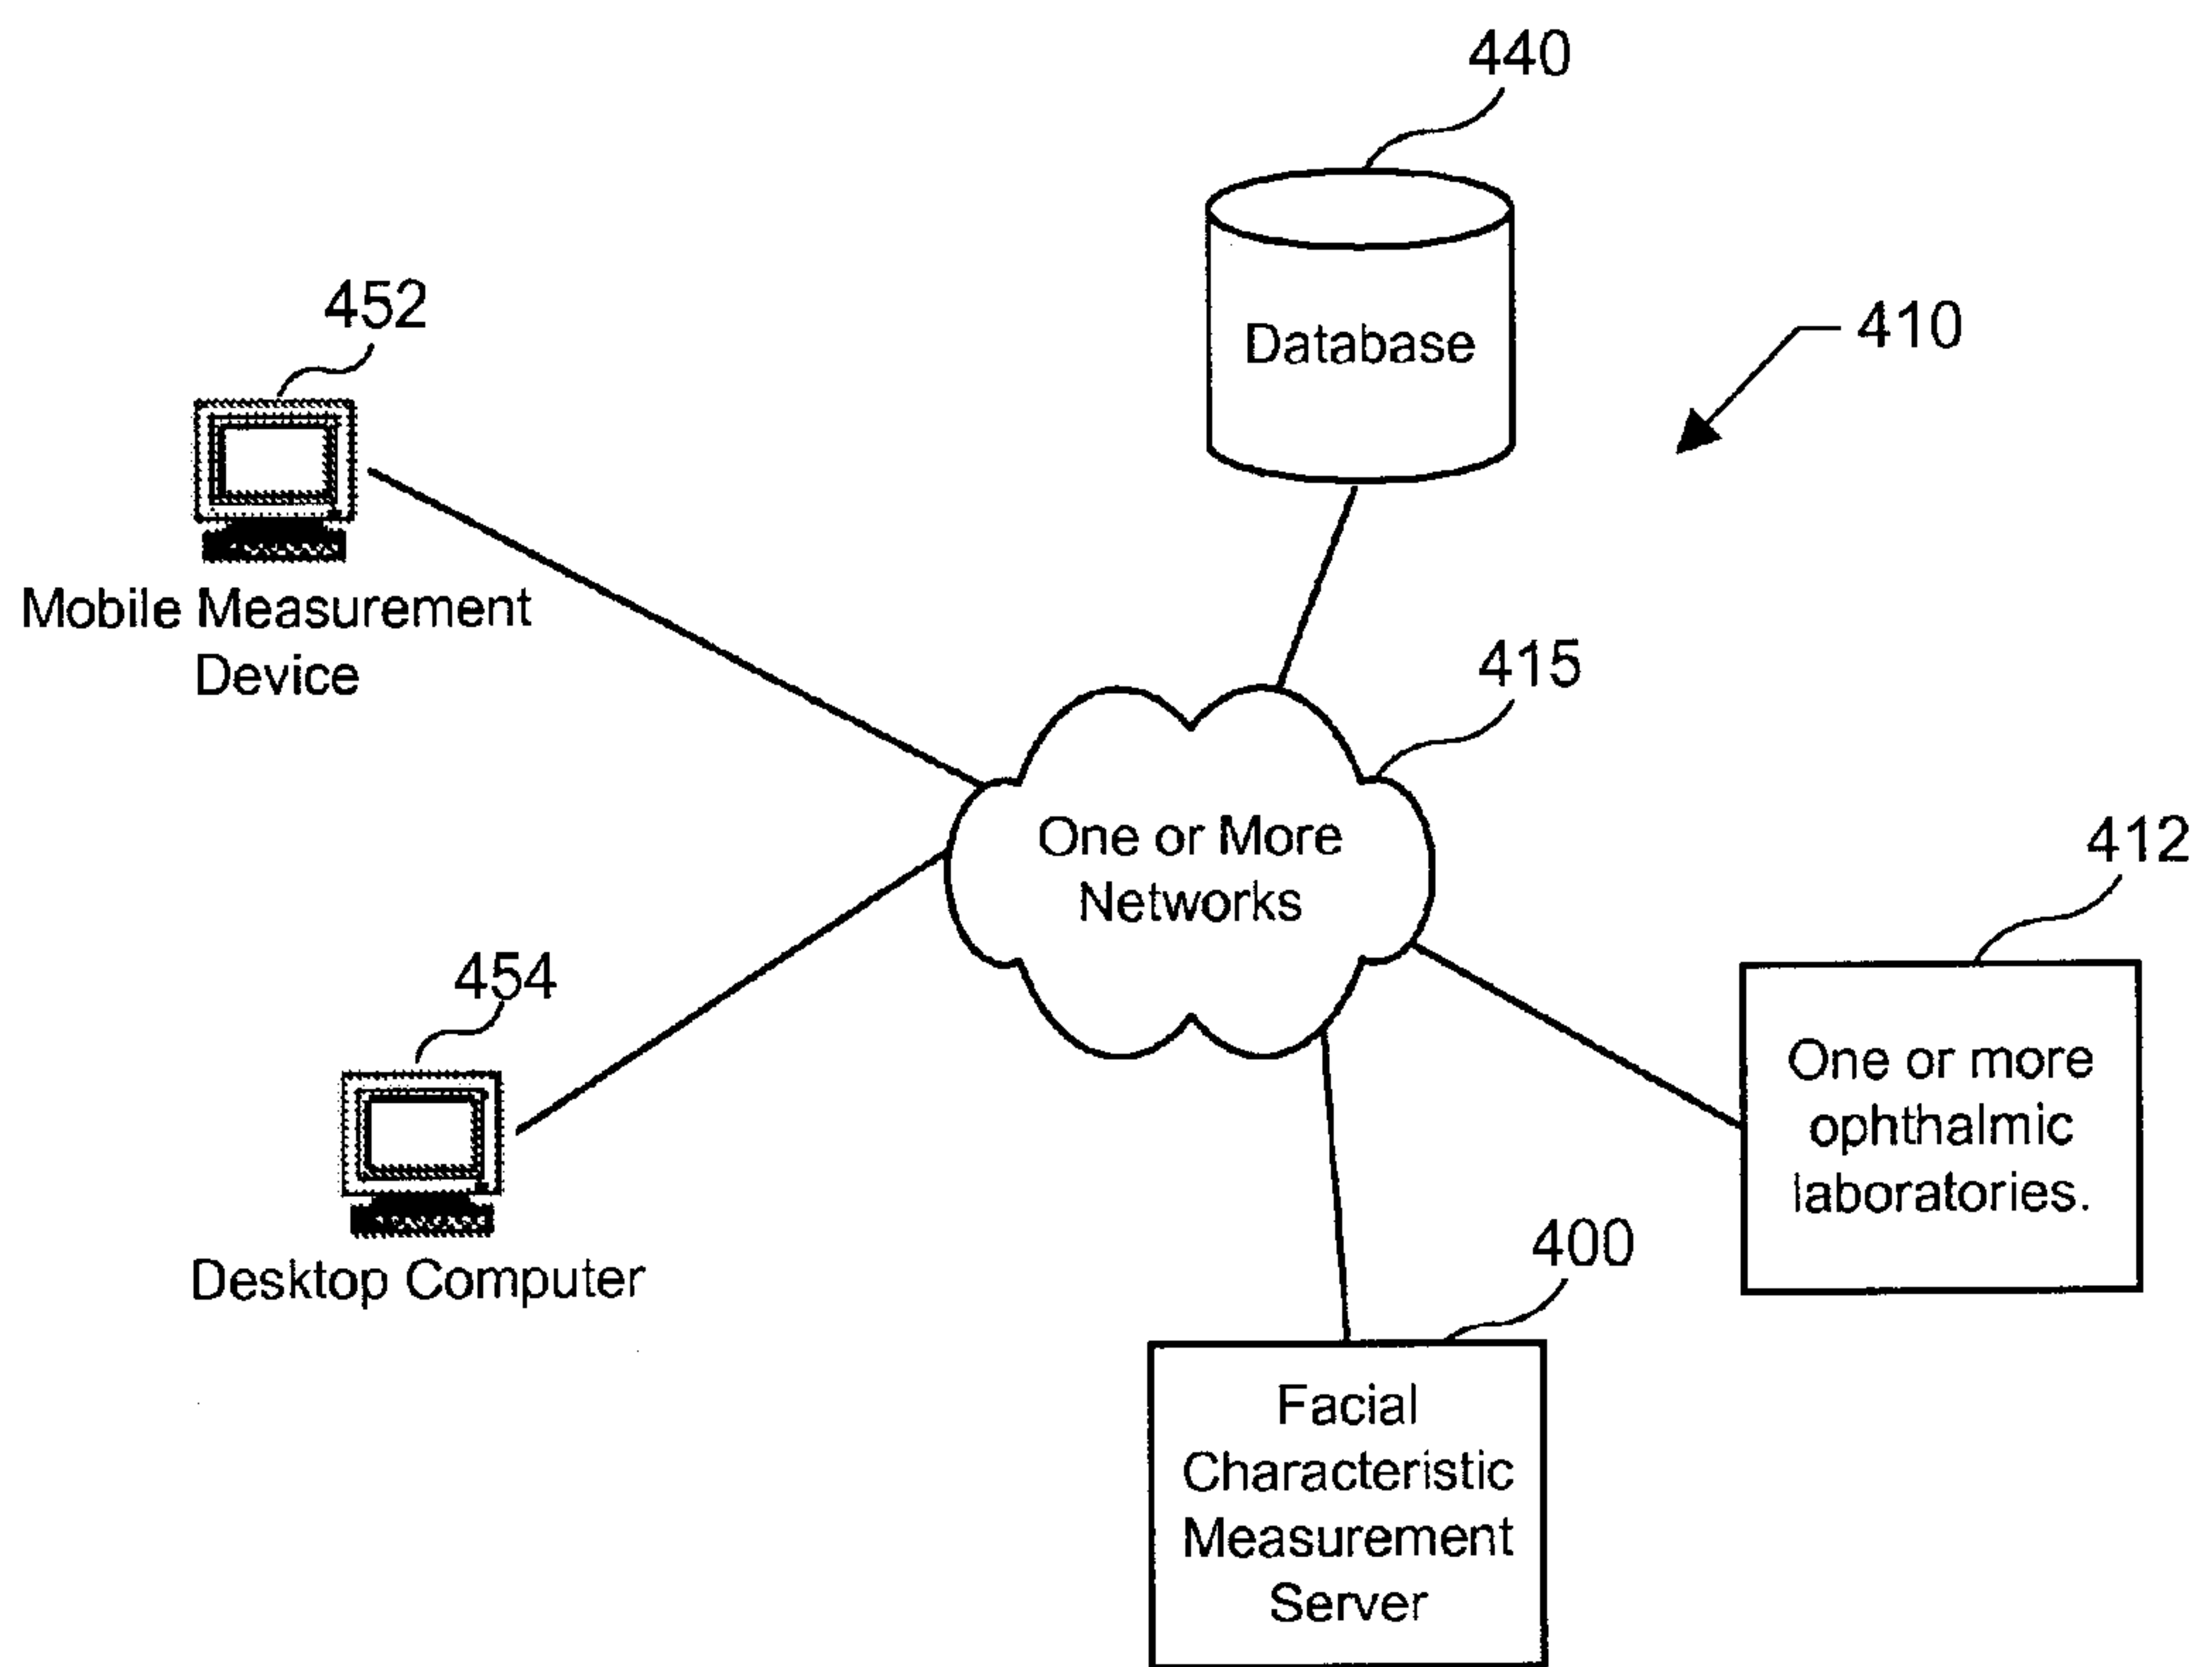 440
452
Database
410
Mobile Measurement
Device
415
One or More
Networks
412
454
One or more
ophthalmic
laboratories.
Desktop Computer
400
Facial
Characteristic
Measurement
Server